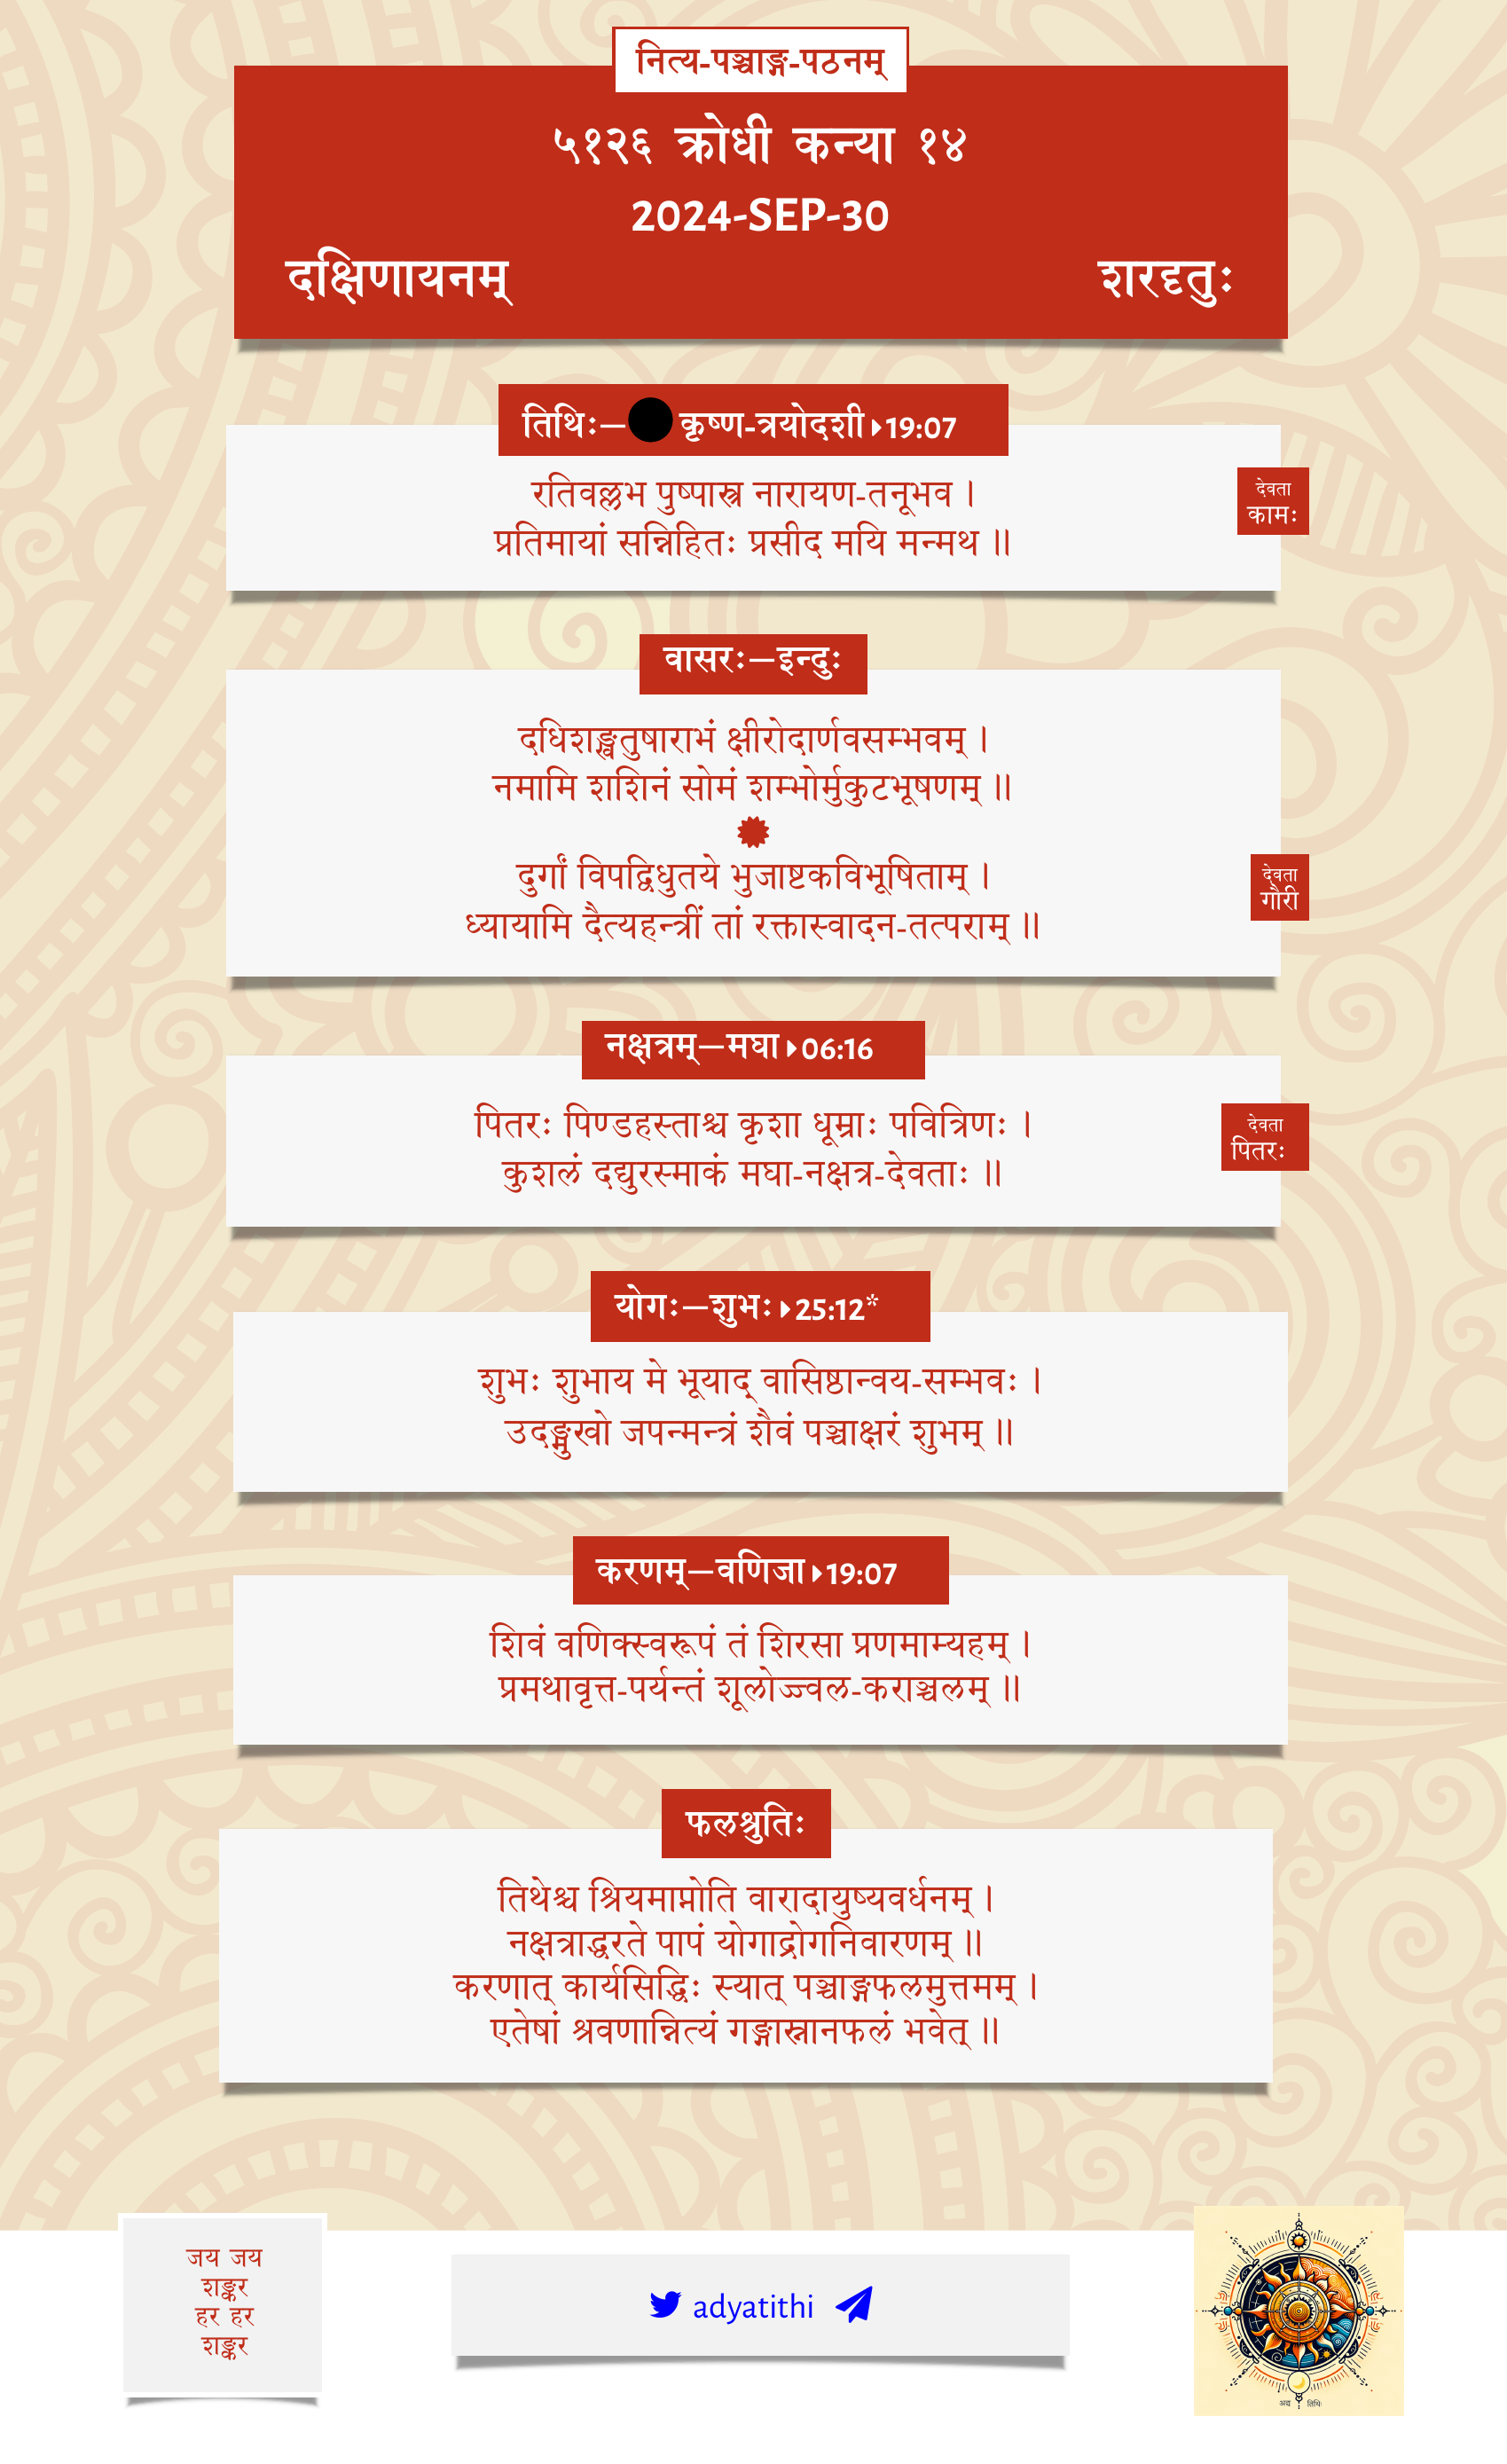 नित्य-पञ्चाङ्ग-पठनम्
५१२६ क्रोधी कन्या १४
2024-SEP-30
दक्षिणायनम्
शरदृतुः
तिथिः—कृष्ण-त्रयोदशी 19:07
रतिवल्लभ पुष्पास्त्र नारायण-तनूभव ।
प्रतिमायां सन्निहितः प्रसीद मयि मन्मथ ॥
देवता
कामः
वासरः—इन्दुः
दधिशङ्खतुषाराभं क्षीरोदार्णवसम्भवम् ।
नमामि शशिनं सोमं शम्भोर्मुकुटभूषणम् ॥
दुर्गां विपद्विधुतये भुजाष्टकविभूषिताम् ।
ध्यायामि दैत्यहन्त्रीं तां रक्तास्वादन-तत्पराम् ॥
देवता
गौरी
नक्षत्रम्—मघा 06:16
पितरः पिण्डहस्ताश्च कृशा धूम्राः पवित्रिणः ।
कुशलं दद्युरस्माकं मघा-नक्षत्र-देवताः ॥
देवता
पितरः
योगः—शुभः 25:12*
शुभः शुभाय मे भूयाद् वासिष्ठान्वय-सम्भवः ।
उदङ्मुखो जपन्मन्त्रं शैवं पञ्चाक्षरं शुभम् ॥
करणम्—वणिजा 19:07
शिवं वणिक्स्वरूपं तं शिरसा प्रणमाम्यहम् ।
प्रमथावृत्त-पर्यन्तं शूलोज्ज्वल-कराञ्चलम् ॥
फलश्रुतिः
तिथेश्च श्रियमाप्नोति वारादायुष्यवर्धनम् ।
नक्षत्राद्धरते पापं योगाद्रोगनिवारणम् ॥
करणात् कार्यसिद्धिः स्यात् पञ्चाङ्गफलमुत्तमम् ।
एतेषां श्रवणान्नित्यं गङ्गास्नानफलं भवेत् ॥
जय जय
शङ्कर
हर हर
शङ्कर
adyatithi
अद्य तिथिः